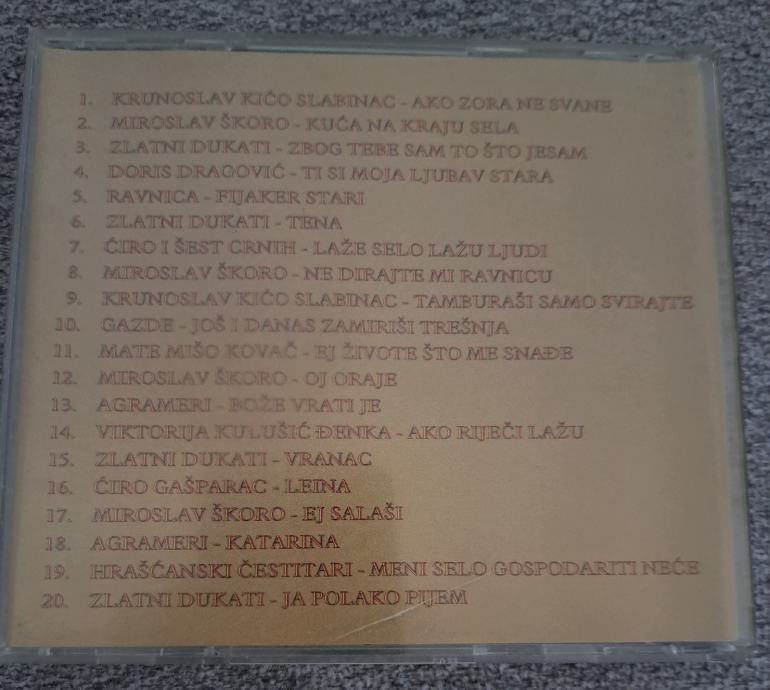 1. KRUNOSLAV KIĆO SLABINAC - AKO ZORA NE SVANE
2. MIROSLAV ŠKORO - KUĆA NA KRAJU SELA
3. ZLATNI DUKATI - ZBOG TEBE SAM TO ŠTO JESAM
4. DORIS DRAGOVIĆ - TI SI MOJA LJUBAV STARA
5. RAVNICA - FIJAKER STARI
6. ZLATNI DUKATI - TENA
7. ĆIRO I ŠEST CRNIH - LAŽE SELO LAŽU LJUDI
8. MIROSLAV ŠKORO - NE DIRAJTE MI RAVNICU
9. KRUNOSLAV KIĆO SLABINAC - TAMBURAŠI SAMO SVIRAJTE
10. GAZDE - JOŠ I DANAS ZAMIRIŠI TREŠNJA
11. MATE MIŠO KOVAČ - EJ ŽIVOTE ŠTO ME SNAĐE
12. MIROSLAV ŠKORO - OJ ORAJE
13. AGRAMERI - BOŽE VRATI JE
14. VIKTORIJA KULUŠIĆ ĐENKA - AKO RIJEČI LAŽU
15. ZLATNI DUKATI - VRANAC
16. ĆIRO GAŠPARAC - LEINA
17. MIROSLAV ŠKORO - EJ SALAŠI
18. AGRAMERI - KATARINA
19. HRAŠĆANSKI ČESTITARI - MENI SELO GOSPODARITI NEĆE
20. ZLATNI DUKATI - JA POLAKO PIJEM